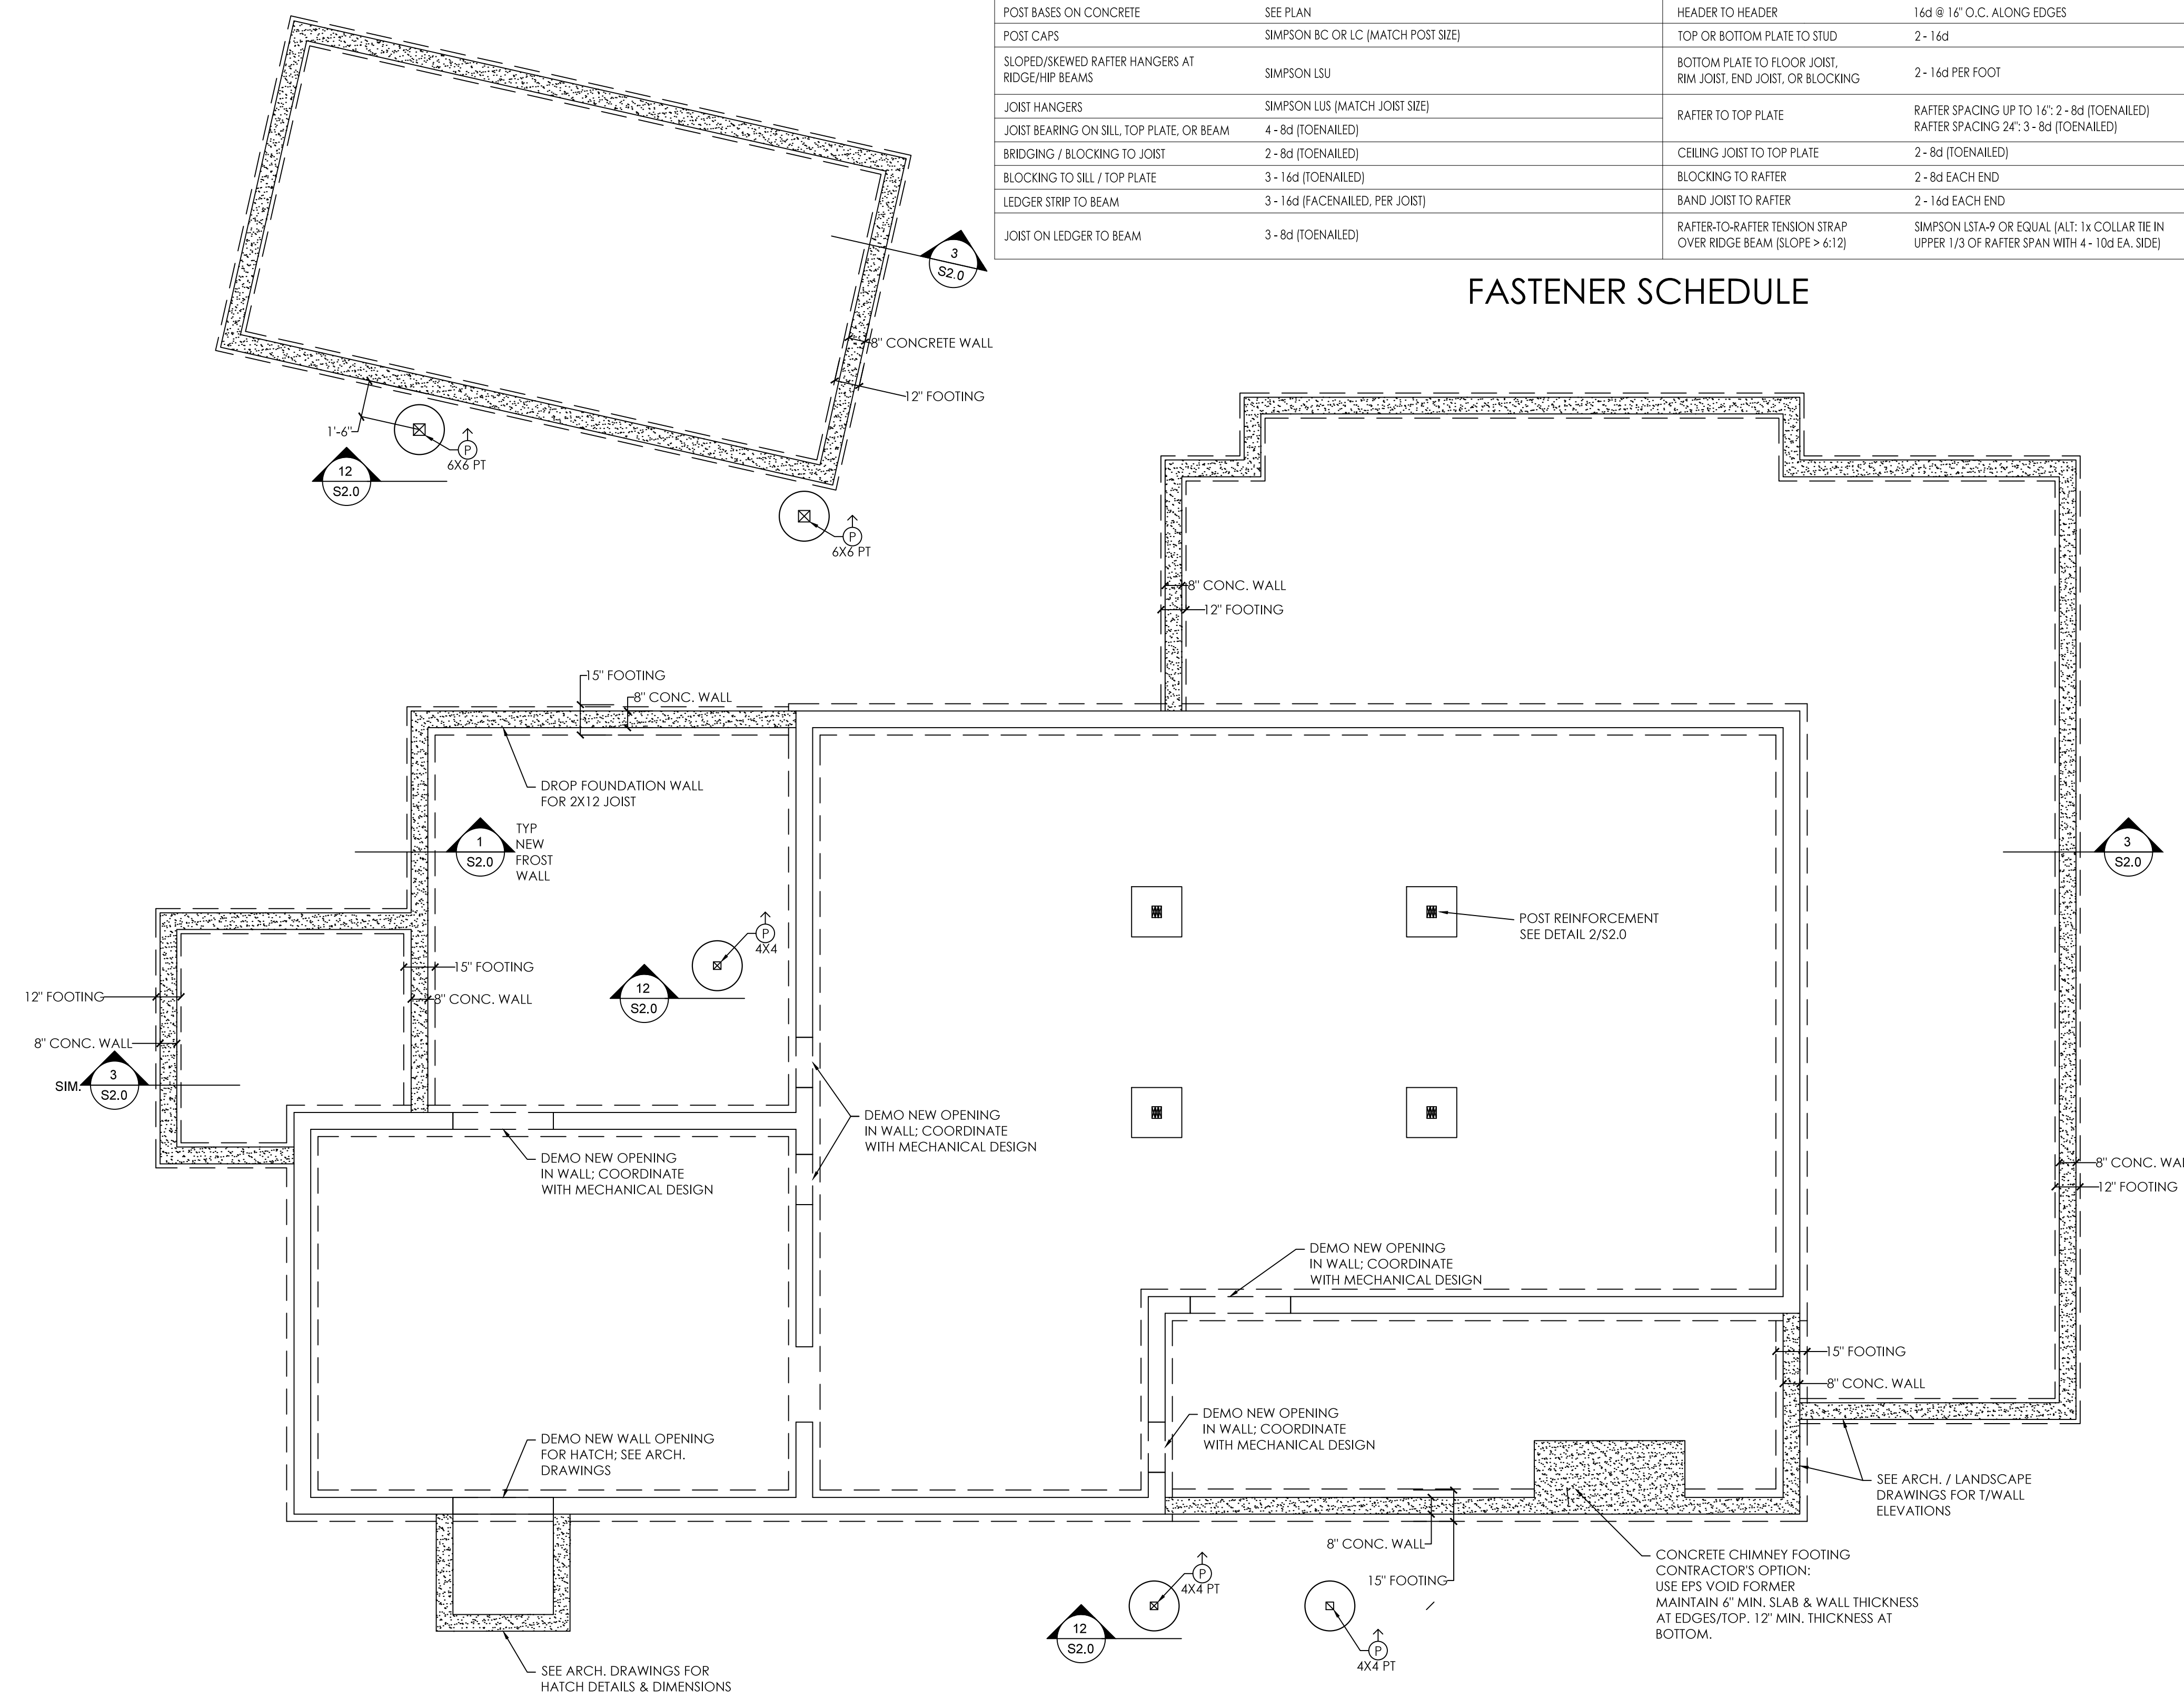 POST BASES ON CONCRETE SEE PLAN HEADER TO HEADER 16d @ 16" O.C. ALONG EDGES
POST CAPS SIMPSON BC OR LC (MATCH POST SIZE) TOP OR BOTTOM PLATE TO STUD 2 - 16d
SLOPED/SKEWED RAFTER HANGERS AT
RIDGE/HIP BEAMS
SIMPSON LSU
BOTTOM PLATE TO FLOOR JOIST,
RIM JOIST, END JOIST, OR BLOCKING
2 - 16d PER FOOT
JOIST HANGERS SIMPSON LUS (MATCH JOIST SIZE)
JOIST BEARING ON SILL, TOP PLATE, OR BEAM 4 - 8d (TOENAILED)
RAFTER TO TOP PLATE
RAFTER SPACING UP TO 16": 2 - 8d (TOENAILED)
RAFTER SPACING 24": 3 - 8d (TOENAILED)
BRIDGING / BLOCKING TO JOIST 2 - 8d (TOENAILED) CEILING JOIST TO TOP PLATE 2 - 8d (TOENAILED)
BLOCKING TO SILL / TOP PLATE 3 - 16d (TOENAILED) BLOCKING TO RAFTER 2 - 8d EACH END
LEDGER STRIP TO BEAM 3 - 16d (FACENAILED, PER JOIST) BAND JOIST TO RAFTER 2 - 16d EACH END
JOIST ON LEDGER TO BEAM 3 - 8d (TOENAILED)
RAFTER-TO-RAFTER TENSION STRAP
OVER RIDGE BEAM (SLOPE > 6:12)
SIMPSON LSTA-9 OR EQUAL (ALT: 1x COLLAR TIE IN
UPPER 1/3 OF RAFTER SPAN WITH 4 - 10d EA. SIDE)
FASTENER SCHEDULE
3
S2.0
8" CONCRETE WALL
12" FOOTING
1'-6"
P
6X6 PT
12
S2.0
P
6X6 PT
8" CONC. WALL
12" FOOTING
15" FOOTING
8" CONC. WALL
DROP FOUNDATION WALL
FOR 2X12 JOIST
1
S2.0
TYP
NEW
FROST
WALL
3
S2.0
POST REINFORCEMENT
SEE DETAIL 2/S2.0
P
4X4
15" FOOTING
8" CONC. WALL
12
S2.0
12" FOOTING
8" CONC. WALL
SIM.
3
S2.0
DEMO NEW OPENING
IN WALL; COORDINATE
WITH MECHANICAL DESIGN
DEMO NEW OPENING
IN WALL; COORDINATE
WITH MECHANICAL DESIGN
8" CONC.
12" FOOTING
DEMO NEW OPENING
IN WALL; COORDINATE
WITH MECHANICAL DESIGN
15" FOOTING
8" CONC. WALL
DEMO NEW OPENING
IN WALL; COORDINATE
WITH MECHANICAL DESIGN
DEMO NEW WALL OPENING
FOR HATCH; SEE ARCH.
DRAWINGS
SEE ARCH. / LANDSCAPE
DRAWINGS FOR T/WALL
ELEVATIONS
8" CONC. WALL
15" FOOTING
CONCRETE CHIMNEY FOOTING
CONTRACTOR'S OPTION:
USE EPS VOID FORMER
MAINTAIN 6" MIN. SLAB & WALL THICKNESS
AT EDGES/TOP. 12" MIN. THICKNESS AT
BOTTOM.
P
4X4 PT
12
S2.0
P
4X4 PT
SEE ARCH. DRAWINGS FOR
HATCH DETAILS & DIMENSIONS